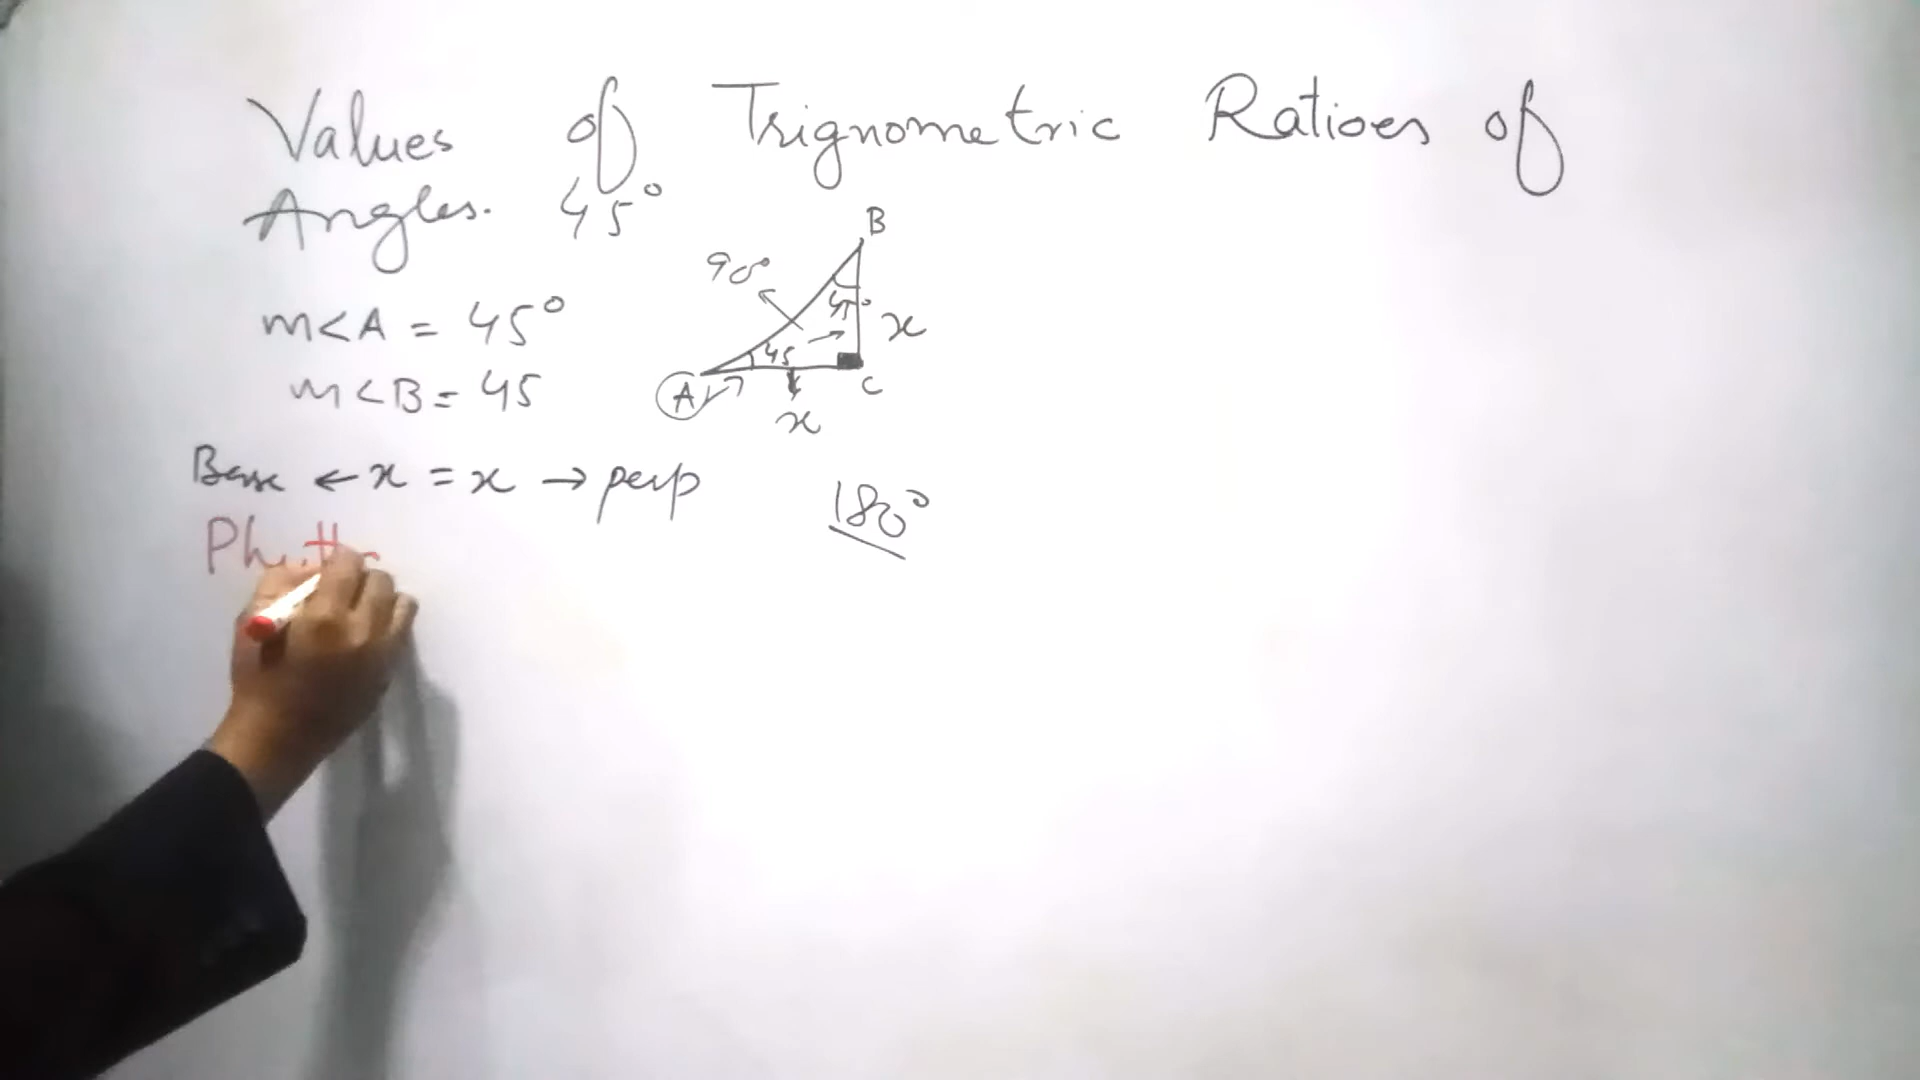 Values of Trignometric Ratioes of
Angles. 45°
B
90°
45°
m<A = 45°
x
45
m<B = 45
A
C
x
Base ← x = x → perp
180°